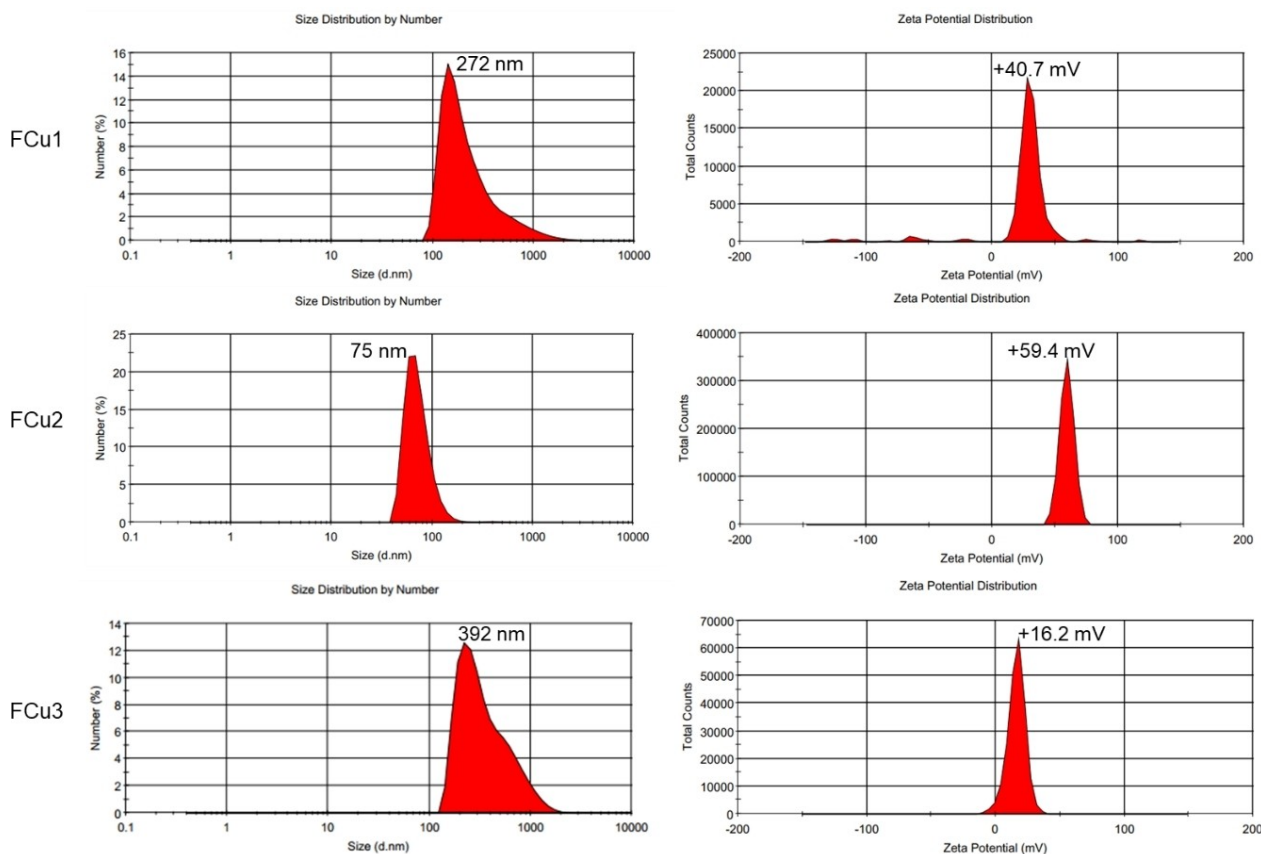 Size Distribution by Number
Zeta Potential Distribution
FCu1
272 nm
Number (%)
16
14
12
10
8
6
4
2
0
0.1 1 10 100 1000 10000
Size (d.nm)
+40.7 mV
Total Counts
25000
20000
15000
10000
5000
0
-200 -100 0 100 200
Zeta Potential (mV)
Size Distribution by Number
Zeta Potential Distribution
FCu2
75 nm
Number (%)
25
20
15
10
5
0
0.1 1 10 100 1000 10000
Size (d.nm)
+59.4 mV
Total Counts
400000
300000
200000
100000
0
-200 -100 0 100 200
Zeta Potential (mV)
Size Distribution by Number
Zeta Potential Distribution
FCu3
392 nm
Number (%)
14
12
10
8
6
4
2
0
0.1 1 10 100 1000 10000
Size (d.nm)
+16.2 mV
Total Counts
70000
60000
50000
40000
30000
20000
10000
0
-200 -100 0 100 200
Zeta Potential (mV)